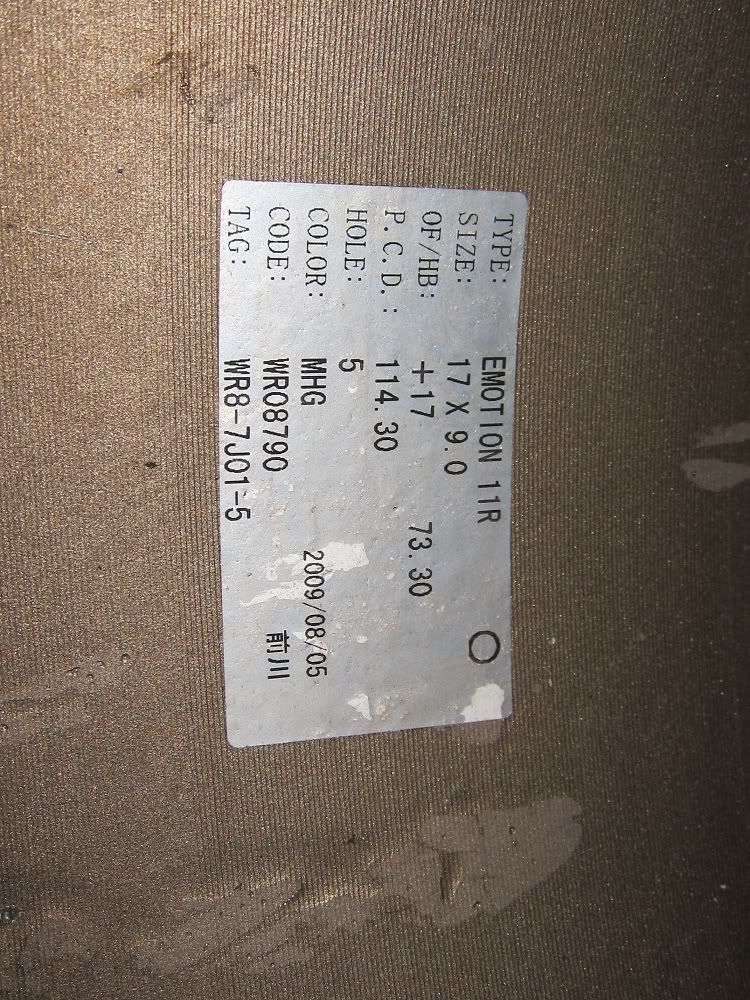 TYPE: EMOTION 11R ○
SIZE: 17 X 9.0
OF/HB: +17 73.30
P.C.D.: 114.30
HOLE: 5
COLOR: MHG 2009/08/05
CODE: WR08790 前川
TAG: WR8-7J01-5